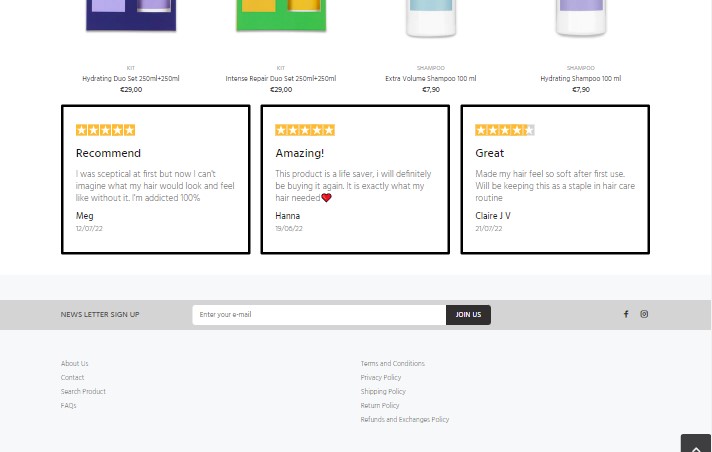 KIT
Hydrating Duo Set 250ml+250ml
€29,00
KIT
Intense Repair Duo Set 250ml+250ml
€29,00
SHAMPOO
Extra Volume Shampoo 100 ml
€7,90
SHAMPOO
Hydrating Shampoo 100 ml
€7,90
Recommend
I was sceptical at first but now I can't
imagine what my hair would look and feel
like without it. I'm addicted 100%
Meg
12/07/22
Amazing!
This product is a life saver, i will definitely
be buying it again. It is exactly what my
hair needed❤️
Hanna
19/06/22
Great
Made my hair feel so soft after first use.
Will be keeping this as a staple in hair care
routine
Claire J V
21/07/22
NEWS LETTER SIGN UP
Enter your e-mail
JOIN US
About Us
Contact
Search Product
FAQs
Terms and Conditions
Privacy Policy
Shipping Policy
Return Policy
Refunds and Exchanges Policy